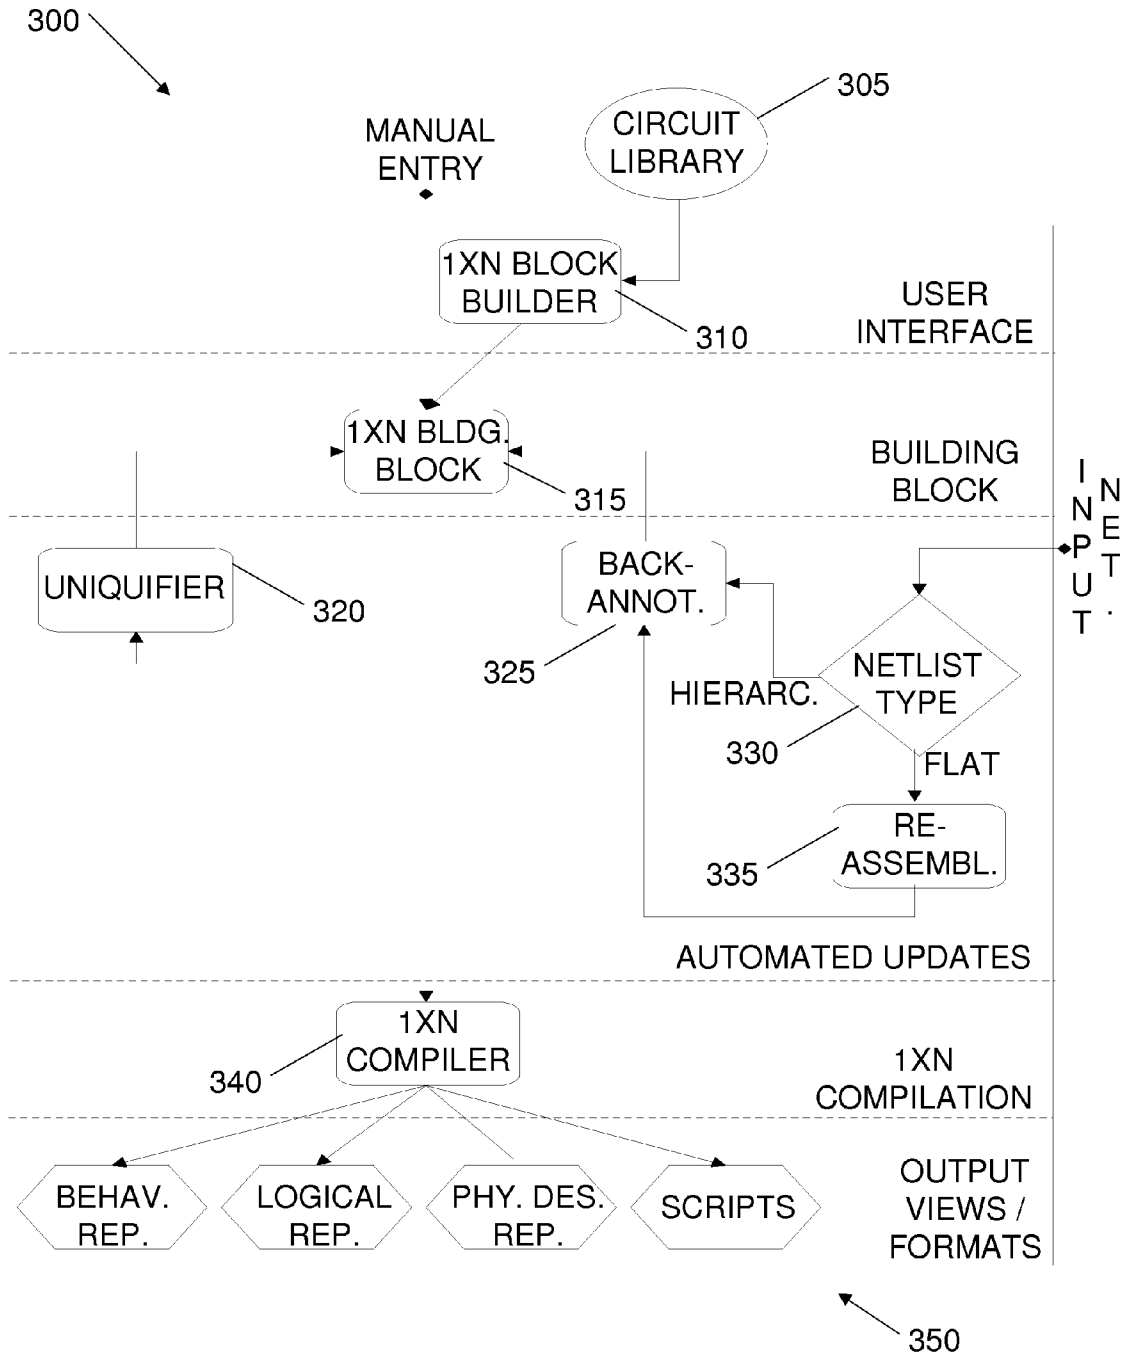 300
305
MANUAL
ENTRY
CIRCUIT
LIBRARY
1XN BLOCK
BUILDER
310
USER
INTERFACE
1XN BLDG.
BLOCK
315
BUILDING
BLOCK
INPUT
NET.
UNIQUIFIER
320
BACK-
ANNOT.
325
NETLIST
TYPE
HIERARC.
330
FLAT
RE-
ASSEMBL.
335
AUTOMATED UPDATES
1XN
COMPILER
340
1XN
COMPILATION
BEHAV.
REP.
LOGICAL
REP.
PHY. DES.
REP.
SCRIPTS
OUTPUT
VIEWS /
FORMATS
350